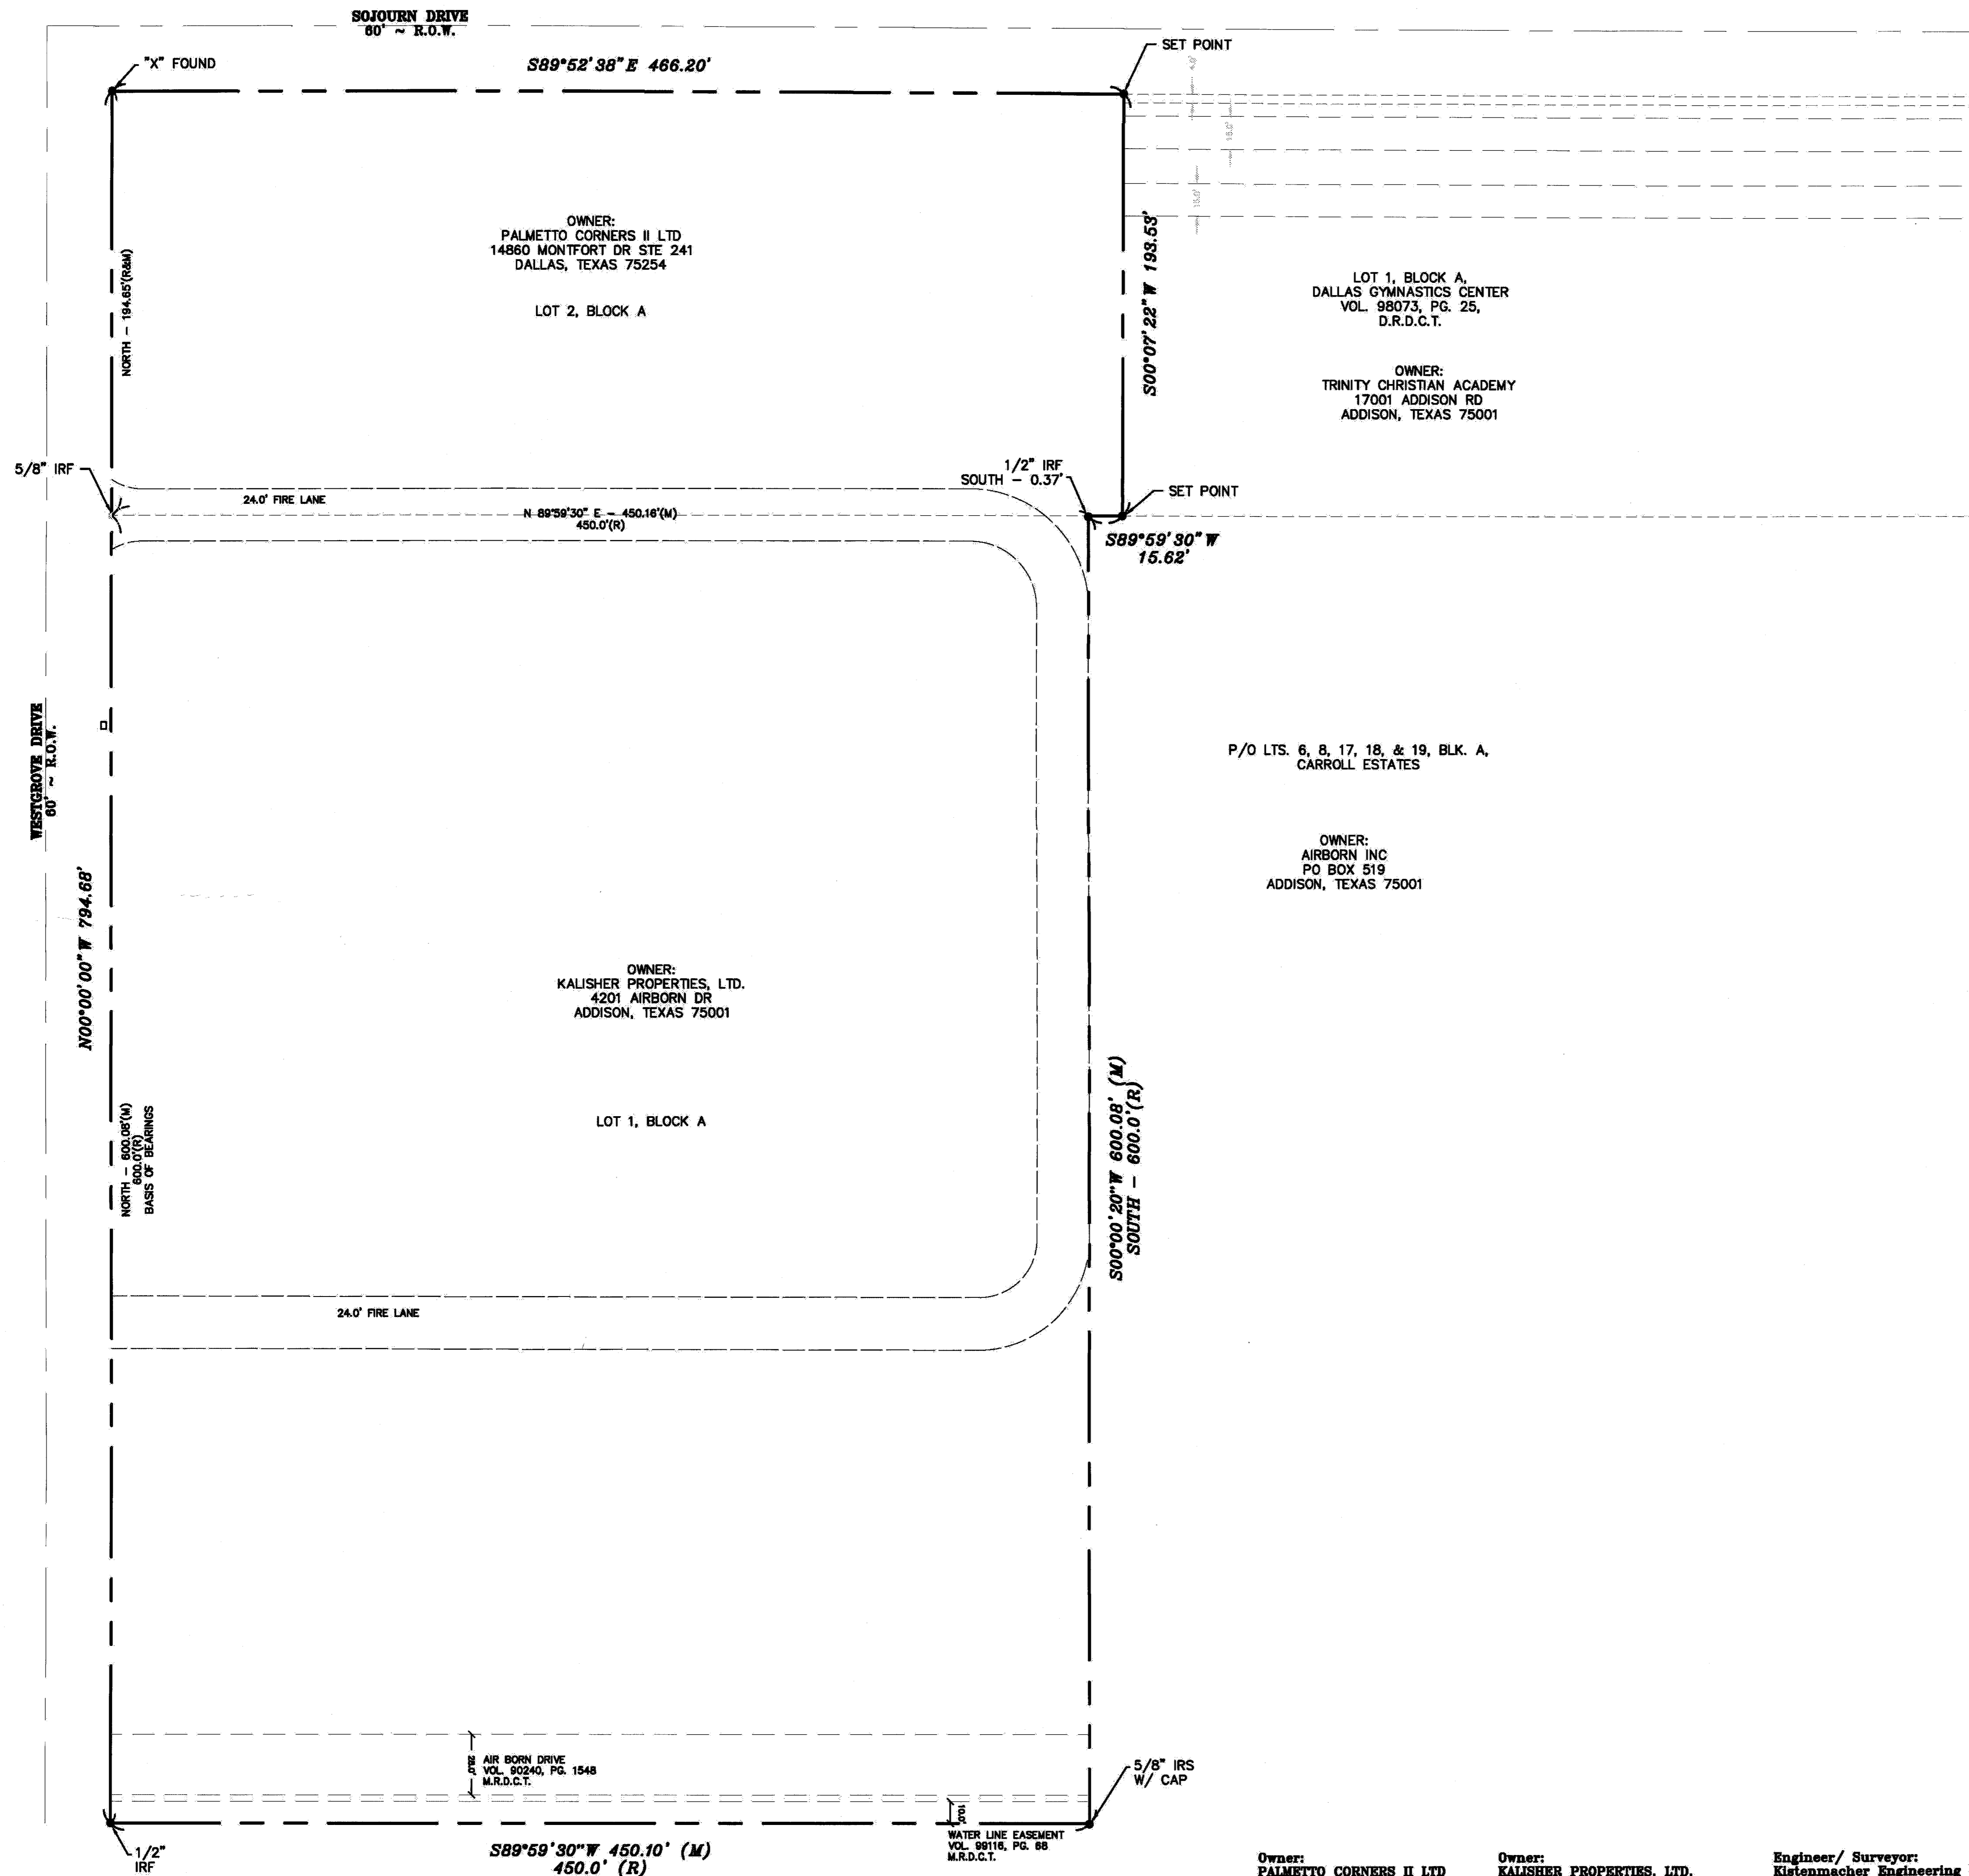 SOJOURN DRIVE
60' ~ R.O.W.
"X" FOUND
S89°52'38"E 466.20'
SET POINT
4.0'
15.0'
OWNER:
PALMETTO CORNERS II LTD
14860 MONTFORT DR STE 241
DALLAS, TEXAS 75254
LOT 2, BLOCK A
NORTH - 194.65'(R&M)
S00°07'22"W 193.53'
LOT 1, BLOCK A,
DALLAS GYMNASTICS CENTER
VOL. 98073, PG. 25,
D.R.D.C.T.
OWNER:
TRINITY CHRISTIAN ACADEMY
17001 ADDISON RD
ADDISON, TEXAS 75001
5/8" IRF
24.0' FIRE LANE
N 89°59'30" E - 450.16'(M)
450.0'(R)
1/2" IRF
SOUTH - 0.37'
SET POINT
S89°59'30"W
15.62'
WESTGROVE DRIVE
60' ~ R.O.W.
N00°00'00"W 794.68'
P/O LTS. 6, 8, 17, 18, & 19, BLK. A,
CARROLL ESTATES
OWNER:
AIRBORN INC
PO BOX 519
ADDISON, TEXAS 75001
OWNER:
KALISHER PROPERTIES, LTD.
4201 AIRBORN DR
ADDISON, TEXAS 75001
LOT 1, BLOCK A
NORTH - 600.08'(M)
600.0'(R)
BASIS OF BEARINGS
S00°00'20"W 600.08' (M)
SOUTH - 600.0'(R)
24.0' FIRE LANE
AIR BORN DRIVE
VOL. 90240, PG. 1548
M.R.D.C.T.
5/8" IRS
W/ CAP
10.0'
WATER LINE EASEMENT
VOL. 99116, PG. 68
M.R.D.C.T.
1/2"
IRF
S89°59'30"W 450.10' (M)
450.0' (R)
Owner:
PALMETTO CORNERS II LTD
Owner:
KALISHER PROPERTIES, LTD.
Engineer/ Surveyor:
Kistenmacher Engineering